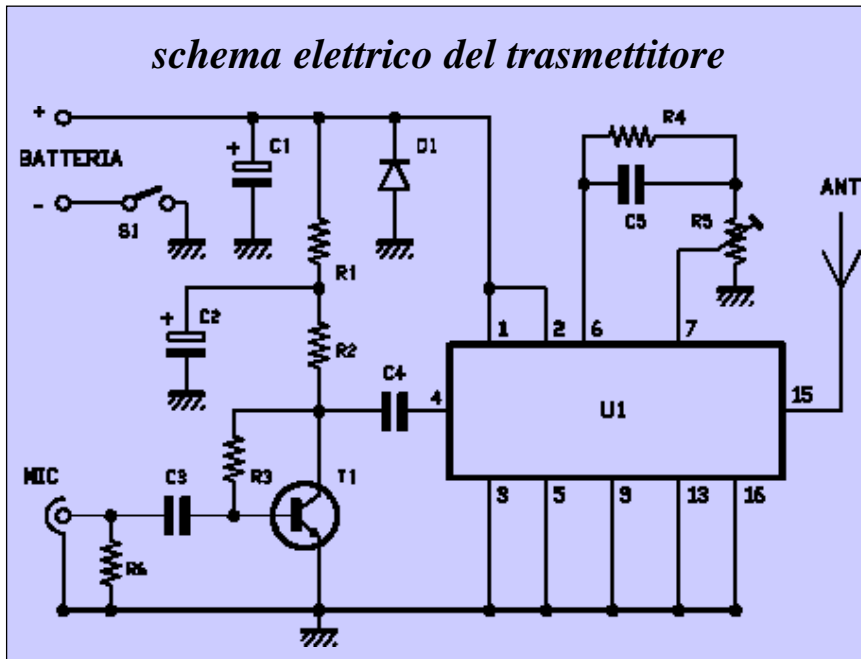 schema elettrico del trasmettitore
+
BATTERIA
-
S1
+
C1
D1
R4
C5
R5
ANT
R1
+
C2
R2
C4
1
2
6
7
4
U1
15
MIC
C3
R3
T1
3
5
9
13
16
R6